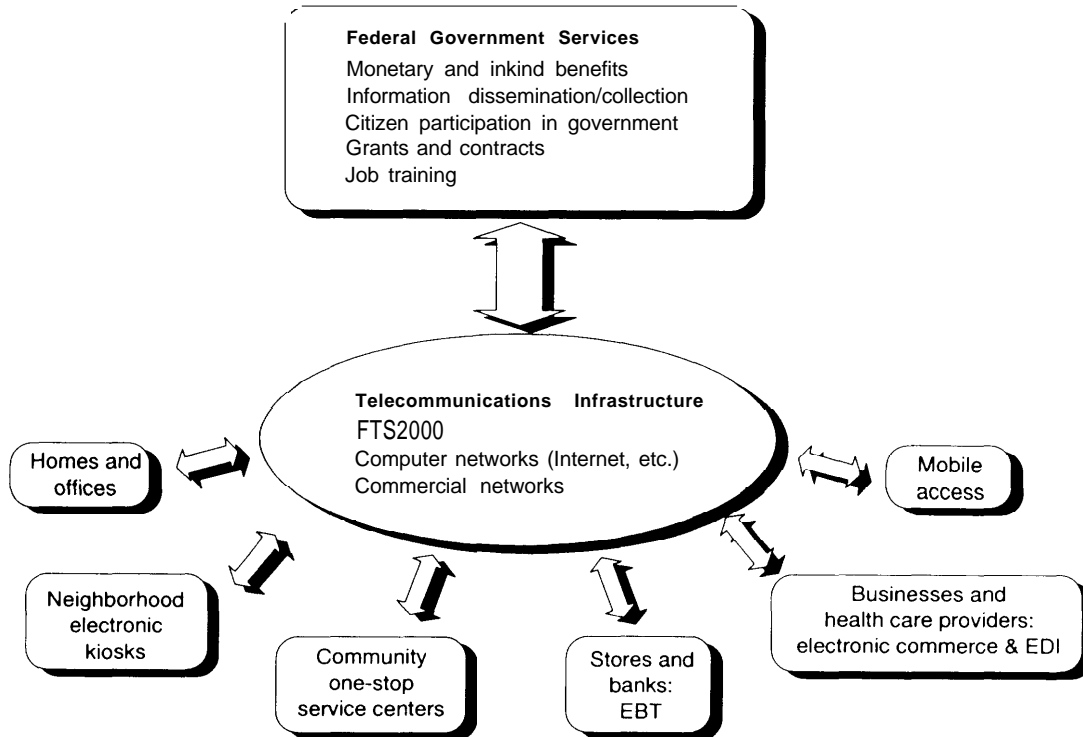 Federal Government Services
Monetary and inkind benefits
Information dissemination/collection
Citizen participation in government
Grants and contracts
Job training
Telecommunications Infrastructure
FTS2000
Computer networks (Internet, etc.)
Commercial networks
Homes and
offices
Mobile
access
Neighborhood
electronic
kiosks
Community
one-stop
service centers
Stores and
banks:
EBT
Businesses and
health care providers:
electronic commerce & EDI